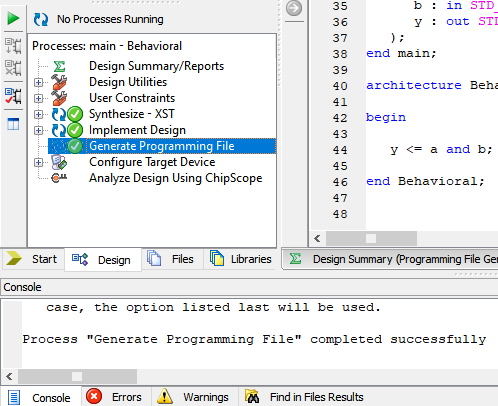 No Processes Running
Processes: main - Behavioral
Design Summary/Reports
Design Utilities
User Constraints
Synthesize - XST
Implement Design
Generate Programming File
Configure Target Device
Analyze Design Using ChipScope
Start
Design
Files
Libraries
35 b : in STD_
36 y : out STD
37 );
38 end main;
39
40 architecture Beha
41
42 begin
43
44 y <= a and b;
45
46 end Behavioral;
47
48
Design Summary (Programming File Gen
Console
case, the option listed last will be used.
Process "Generate Programming File" completed successfully
Console
Errors
Warnings
Find in Files Results